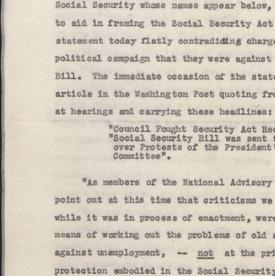 Social Security whose names appear below,
to aid in framing the Social Security Act
statement today flatly contradicting charge
political campaign that they were against
Bill. The immediate occasion of the state
article in the Washington Post quoting fro
at hearings and carrying these headlines:
"Council Fought Security Act Hea
"Social Security Bill was sent t
over Protests of the President'
Committee".
"As members of the National Advisory
point out at this time that criticisms we
while it was in process of enactment, were
means of working out the problems of old a
against unemployment, -- not at the pri
protection embodied in the Social Securit